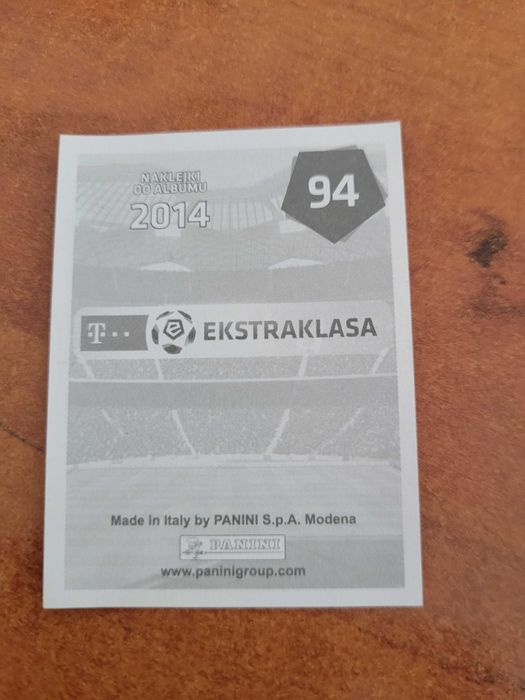 NAKLEJKI
DO ALBUMU
2014
94
T
EKSTRAKLASA
Made in Italy by PANINI S.p.A. Modena
PANINI
www.paninigroup.com